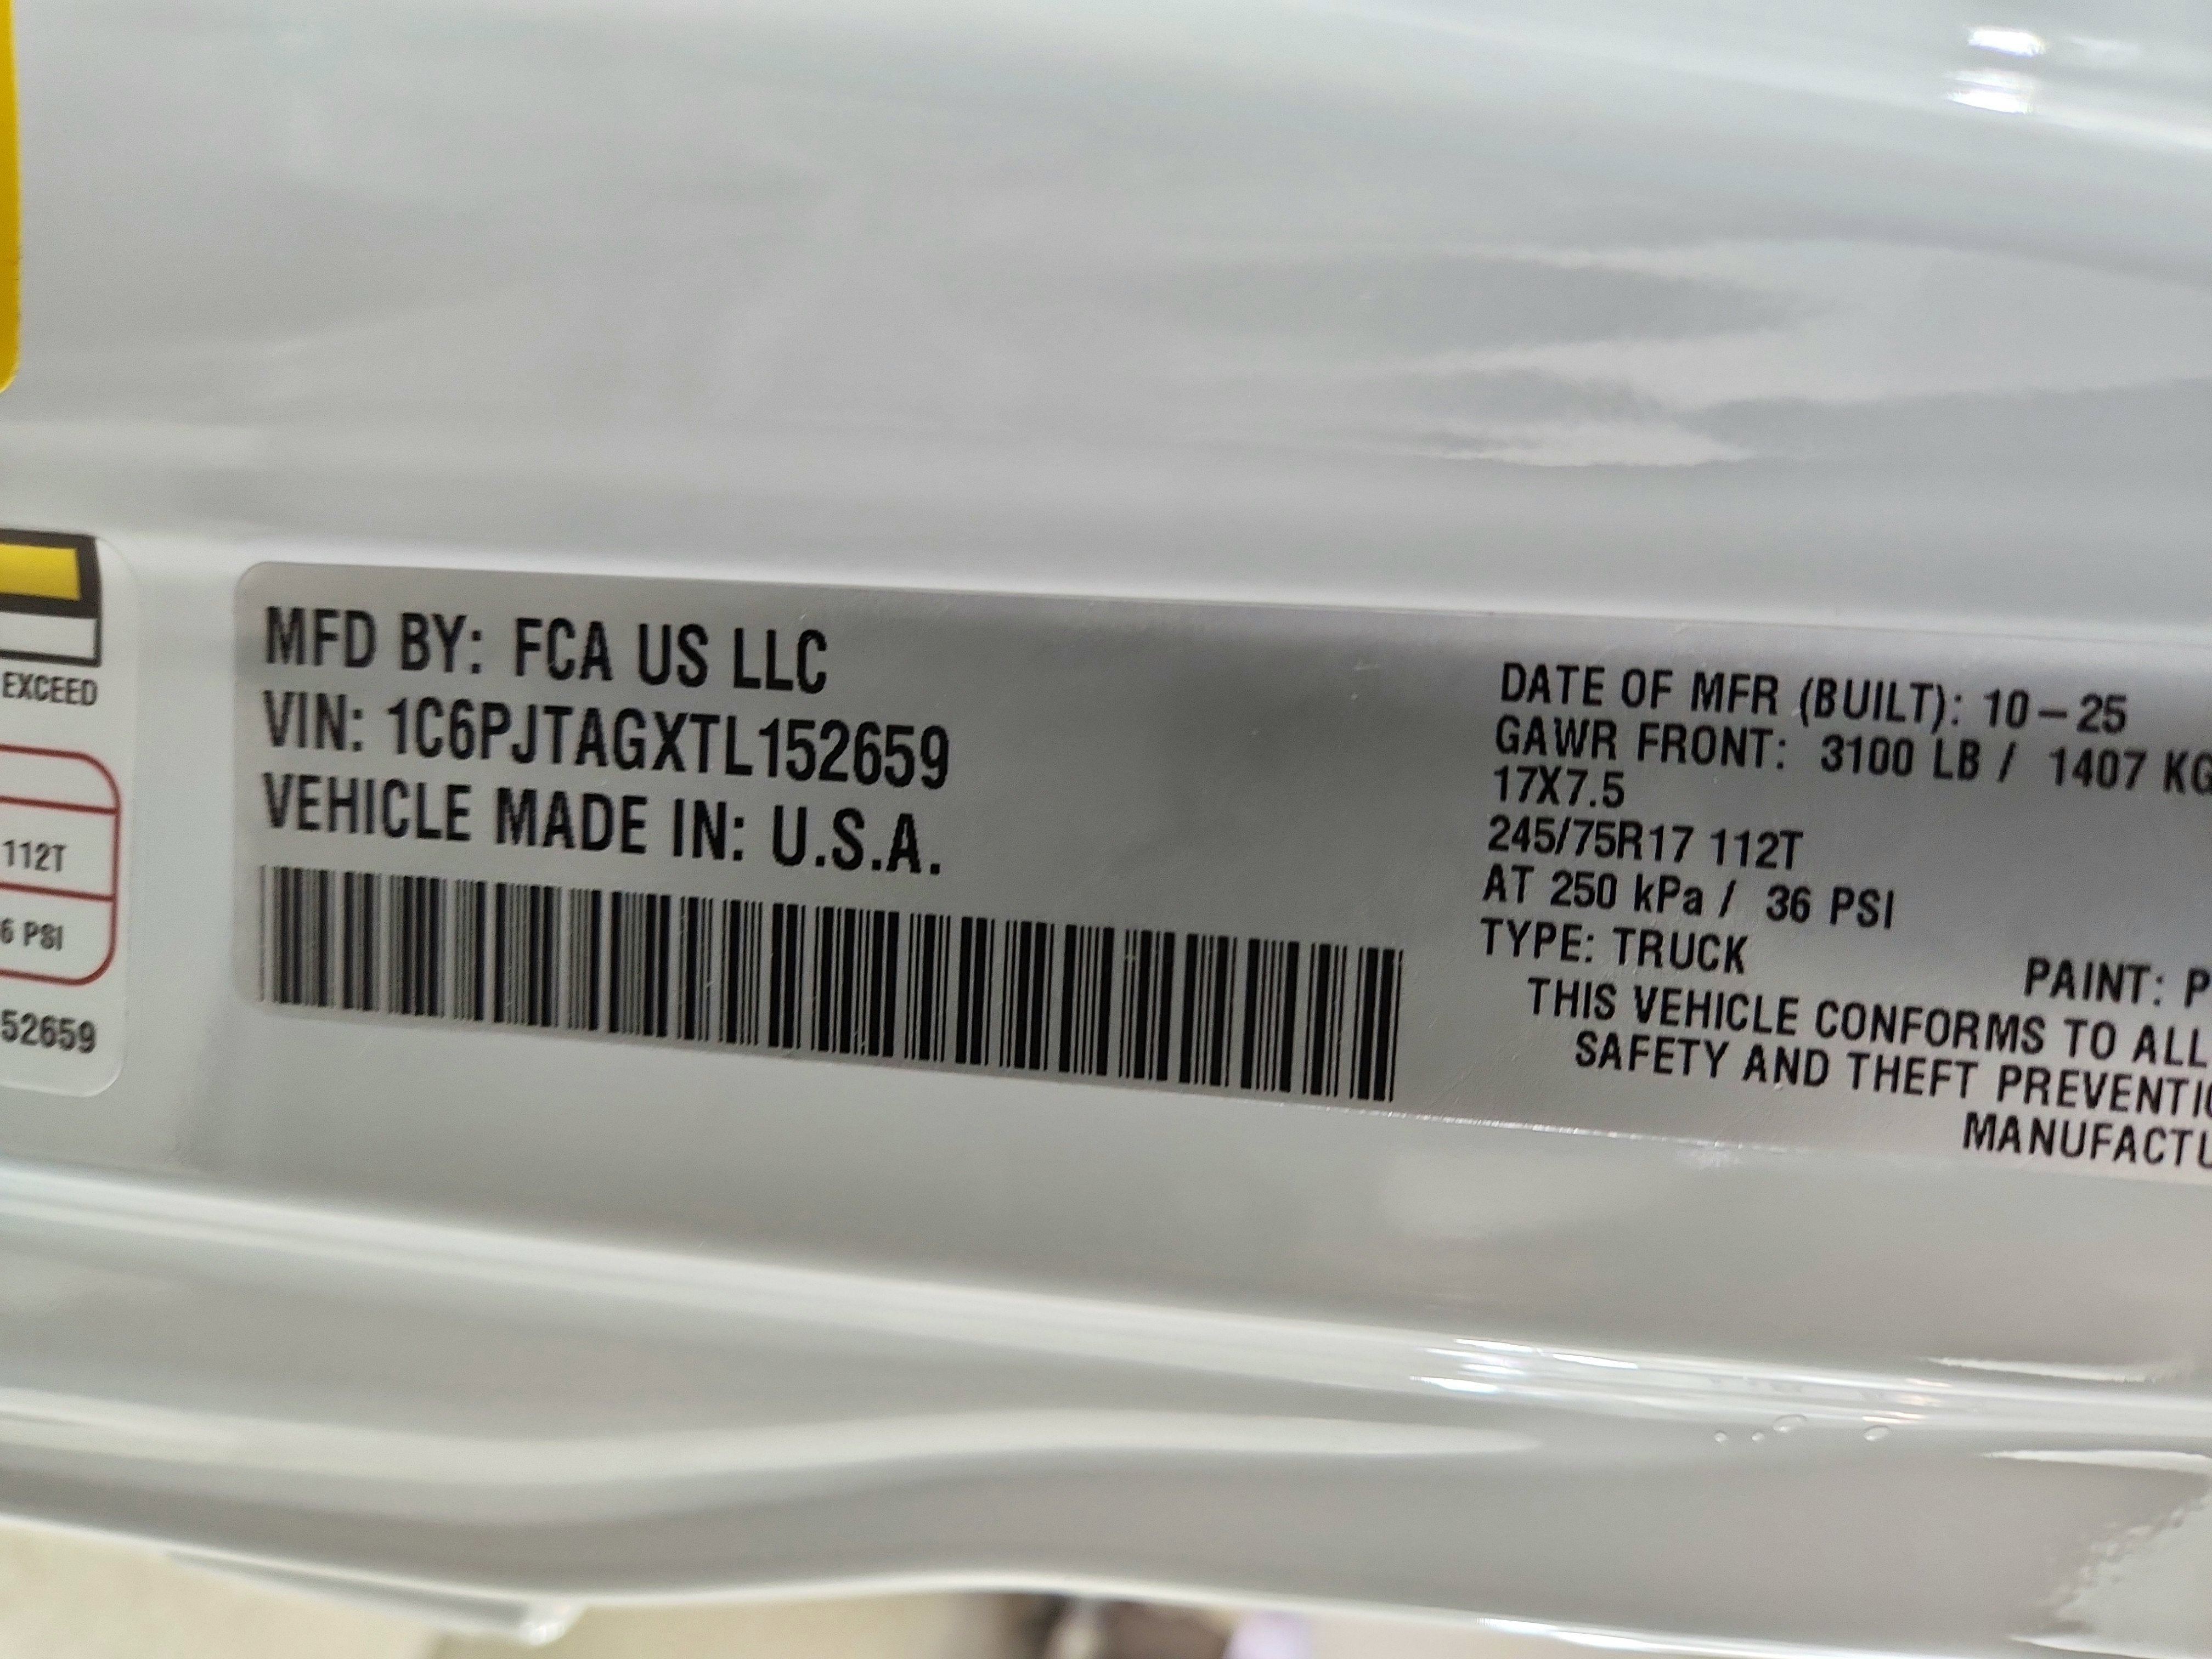 EXCEED
112T
6 PSI
52659
MFD BY: FCA US LLC
VIN: 1C6PJTAGXTL152659
VEHICLE MADE IN: U.S.A.
DATE OF MFR (BUILT): 10-25
GAWR FRONT: 3100 LB / 1407 KG
17X7.5
245/75R17 112T
AT 250 kPa / 36 PSI
TYPE: TRUCK
PAINT: P
THIS VEHICLE CONFORMS TO ALL
SAFETY AND THEFT PREVENTIO
MANUFACTU